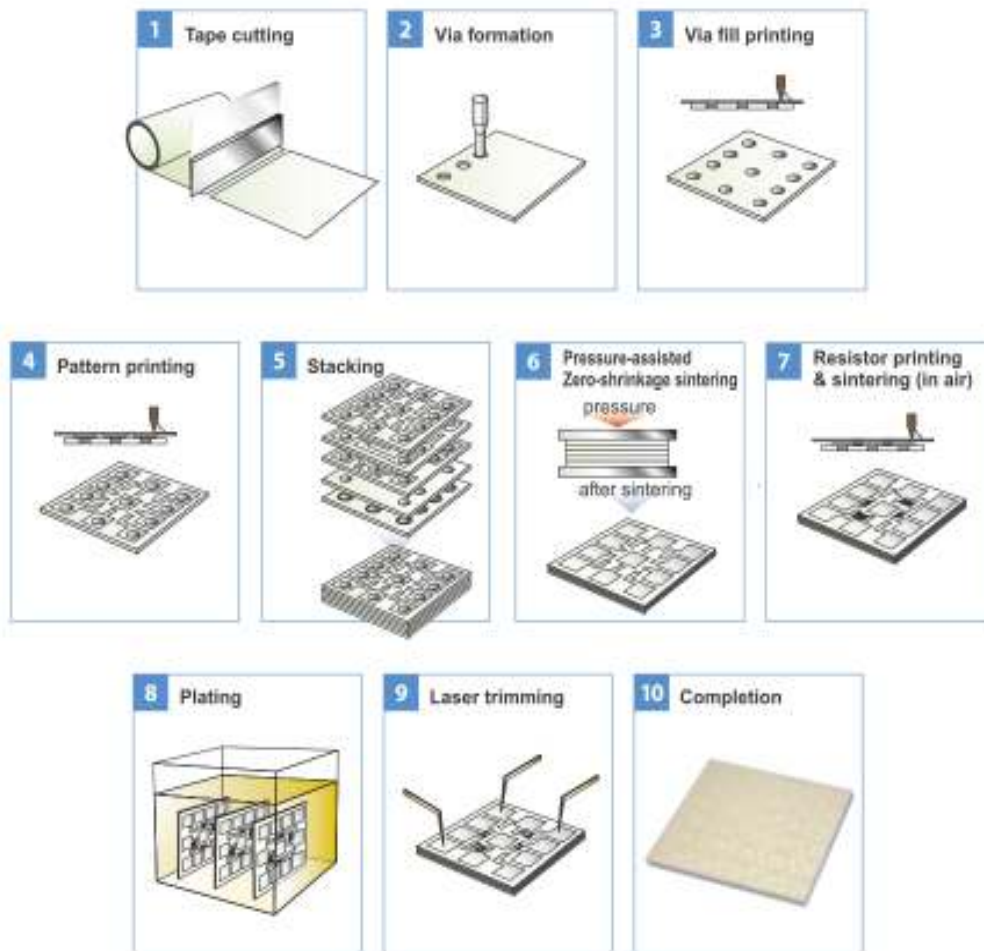 1 Tape cutting
2 Via formation
3 Via fill printing
4 Pattern printing
5 Stacking
6 Pressure-assisted
Zero-shrinkage sintering
pressure
after sintering
7 Resistor printing
& sintering (in air)
8 Plating
9 Laser trimming
10 Completion